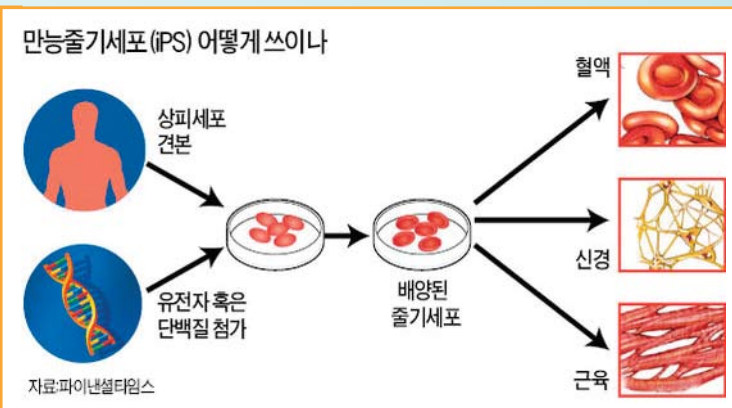 만능줄기세포(iPS) 어떻게 쓰이나
상피세포
견본
유전자 혹은
단백질 첨가
배양된
줄기세포
혈액
신경
근육
자료:파이낸셜타임스